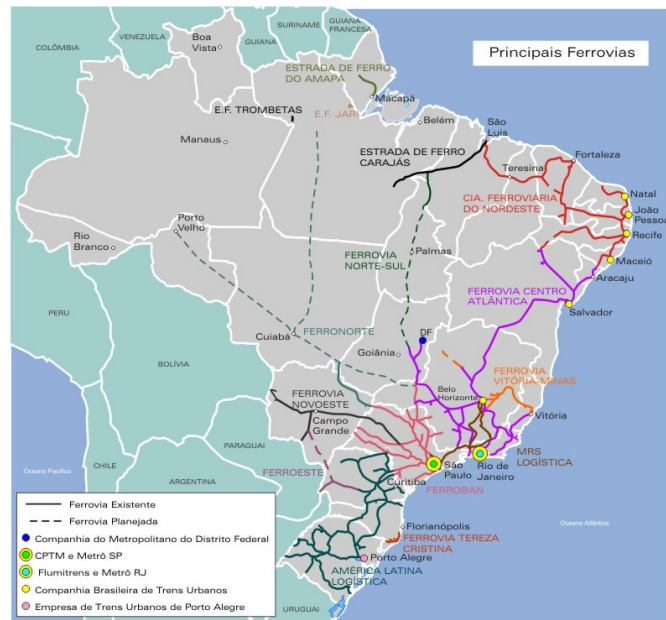 Principais Ferrovias
COLÔMBIA
VENEZUELA
GUIANA
SURINAME
GUIANA
FRANCESA
Boa
Vista
ESTRADA DE FERRO
DO AMAPÁ
Macapá
E.F. TROMBETAS
E.F. JARI
Belém
São
Luis
Manaus
ESTRADA DE FERRO
CARAJÁS
Teresina
Fortaleza
CIA. FERROVIÁRIA
DO NORDESTE
Natal
João
Pessoa
Recife
Porto
Velho
Rio
Branco
FERROVIA
NORTE-SUL
Palmas
Maceió
Aracaju
FERROVIA CENTRO
ATLÂNTICA
Salvador
PERU
BOLÍVIA
Cuiabá
FERRONORTE
DF
Goiânia
FERROVIA
VITÓRIA-MINAS
Belo
Horizonte
Vitória
FERROVIA
NOVOESTE
Campo
Grande
MRS
LOGÍSTICA
PARAGUAI
São
Paulo
Rio de
Janeiro
FERROESTE
Oceano Pacífico
CHILE
ARGENTINA
Curitiba
FERROBAN
Florianópolis
FERROVIA TEREZA
CRISTINA
Oceano Atlântico
Porto Alegre
AMÉRICA LATINA
LOGÍSTICA
URUGUAI
Ferrovia Existente
Ferrovia Planejada
Companhia do Metropolitano do Distrito Federal
CPTM e Metrô SP
Flumitrens e Metrô RJ
Companhia Brasileira de Trens Urbanos
Empresa de Trens Urbanos de Porto Alegre